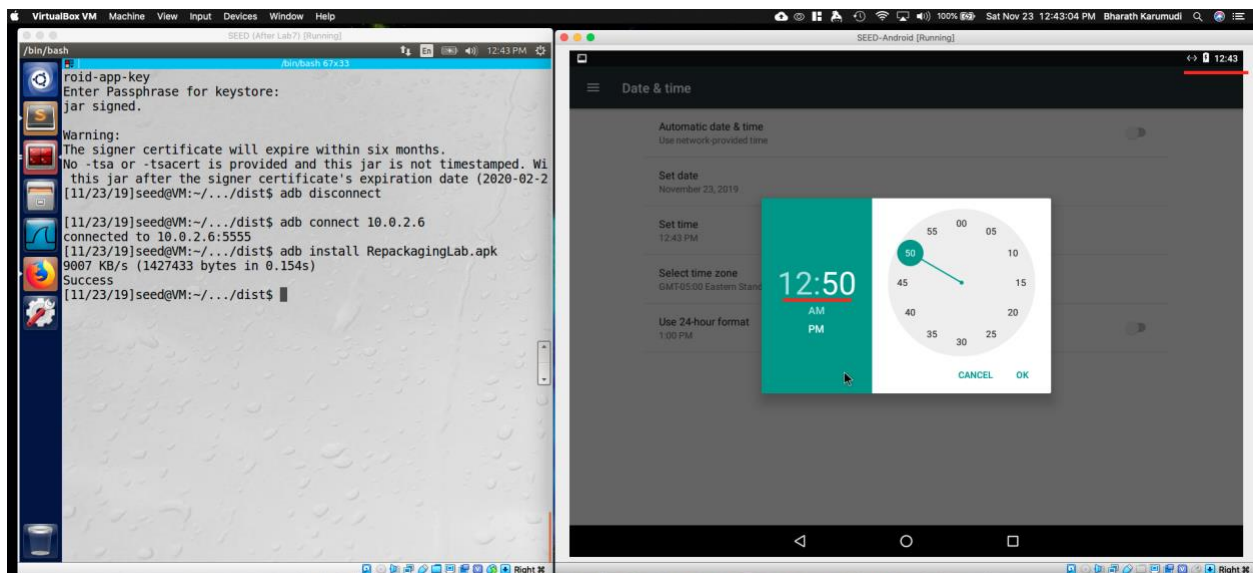 VirtualBox VM Machine View Input Devices Window Help
100% Sat Nov 23 12:43:04 PM Bharath Karumudi
SEED (After Lab7) [Running]
/bin/bash
En 12:43 PM
/bin/bash 67x33
roid-app-key
Enter Passphrase for keystore:
jar signed.
Warning:
The signer certificate will expire within six months.
No -tsa or -tsacert is provided and this jar is not timestamped. Wi
this jar after the signer certificate's expiration date (2020-02-2
[11/23/19]seed@VM:~/.../dist$ adb disconnect
[11/23/19]seed@VM:~/.../dist$ adb connect 10.0.2.6
connected to 10.0.2.6:5555
[11/23/19]seed@VM:~/.../dist$ adb install RepackagingLab.apk
9007 KB/s (1427433 bytes in 0.154s)
Success
[11/23/19]seed@VM:~/.../dist$
Right ⌘
SEED-Android [Running]
12:43
Date & time
Automatic date & time
Use network-provided time
Set date
November 23, 2019
Set time
12:43 PM
Select time zone
GMT-05:00 Eastern Stand
Use 24-hour format
1:00 PM
12:50
AM
PM
00
05
10
15
20
25
30
35
40
45
50
55
CANCEL OK
Right ⌘